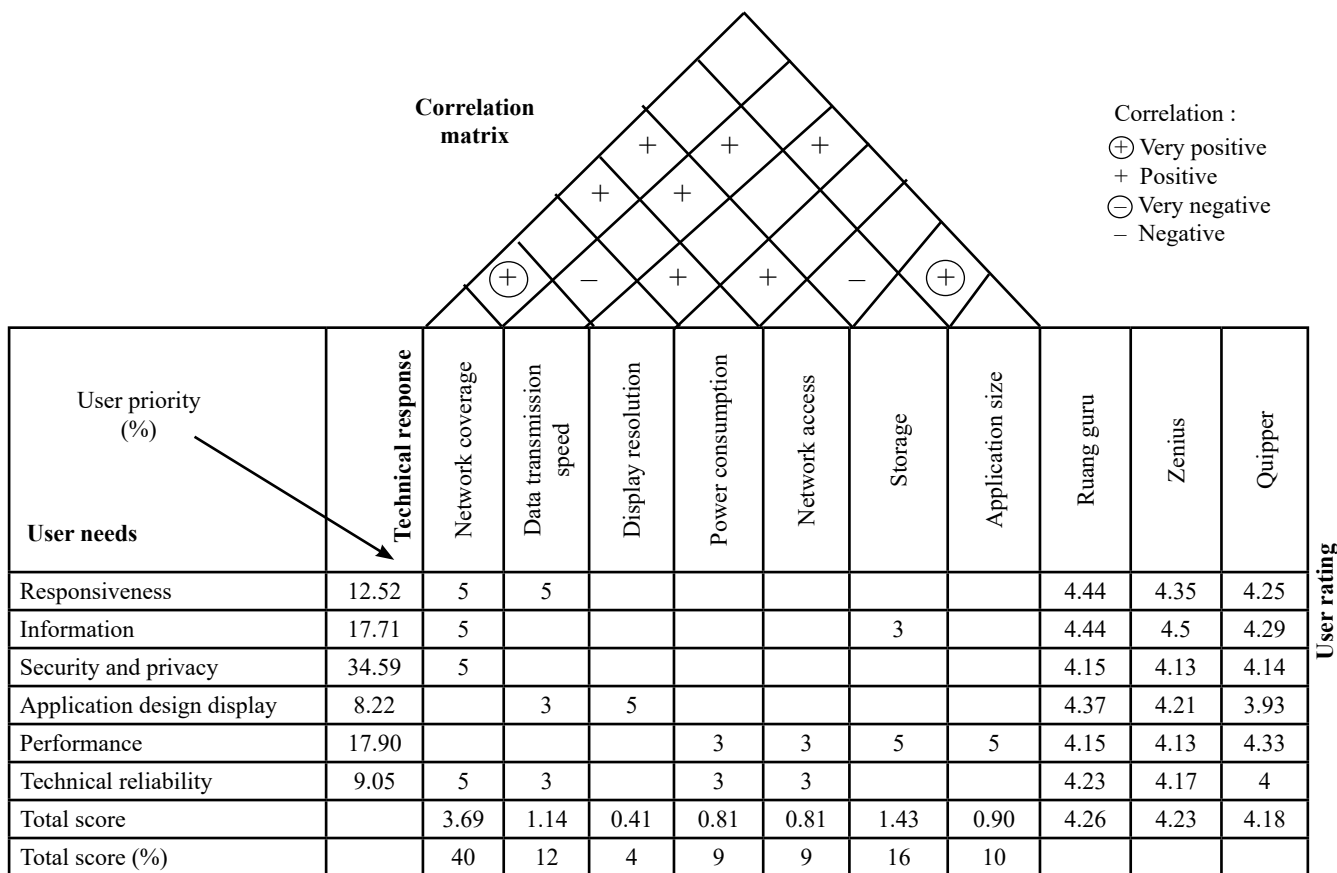 Correlation
matrix
Correlation :
⊕ Very positive
+ Positive
⊖ Very negative
– Negative
+ + +
+ +
⊕ – + + – ⊕
User priority
(%)
User needs
Technical response
Network coverage
Data transmission
speed
Display resolution
Power consumption
Network access
Storage
Application size
Ruang guru
Zenius
Quipper
User rating
Responsiveness 12.52 5 5 4.44 4.35 4.25
Information 17.71 5 3 4.44 4.5 4.29
Security and privacy 34.59 5 4.15 4.13 4.14
Application design display 8.22 3 5 4.37 4.21 3.93
Performance 17.90 3 3 5 5 4.15 4.13 4.33
Technical reliability 9.05 5 3 3 3 4.23 4.17 4
Total score 3.69 1.14 0.41 0.81 0.81 1.43 0.90 4.26 4.23 4.18
Total score (%) 40 12 4 9 9 16 10